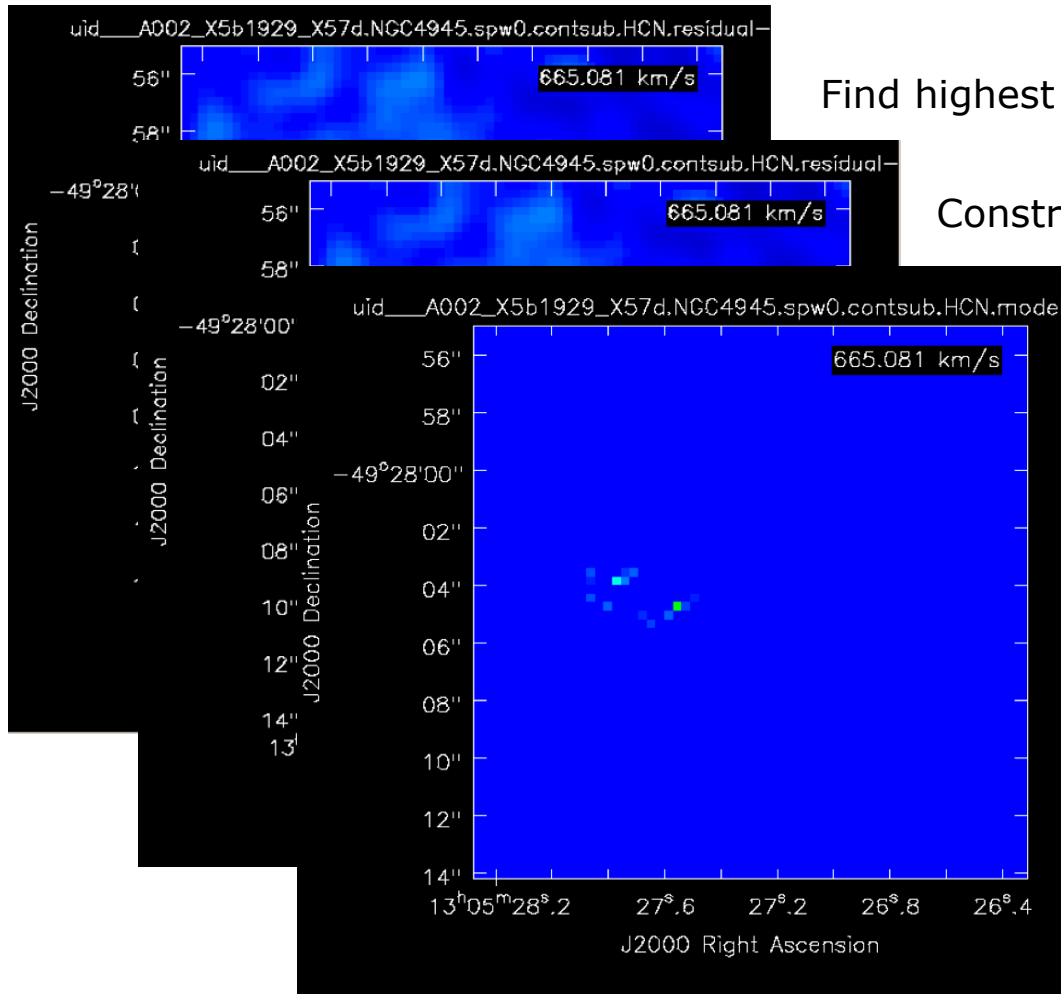 uid___A002_X5b1929_X57d.NGC4945.spw0.contsub.HCN.residual-
56"
665.081 km/s
Find highest
58"
uid___A002_X5b1929_X57d.NGC4945.spw0.contsub.HCN.residual-
-49°28'
56"
665.081 km/s
Constr
J2000 Declination
58"
uid___A002_X5b1929_X57d.NGC4945.spw0.contsub.HCN.mode
-49°28'00"
56"
665.081 km/s
J2000 Declination
02"
58"
04"
-49°28'00"
06"
02"
08"
J2000 Declination
04"
10"
06"
12"
08"
14"
13
10"
12"
14"
13h05m28s.2
27s.6
27s.2
26s.8
26s.4
J2000 Right Ascension